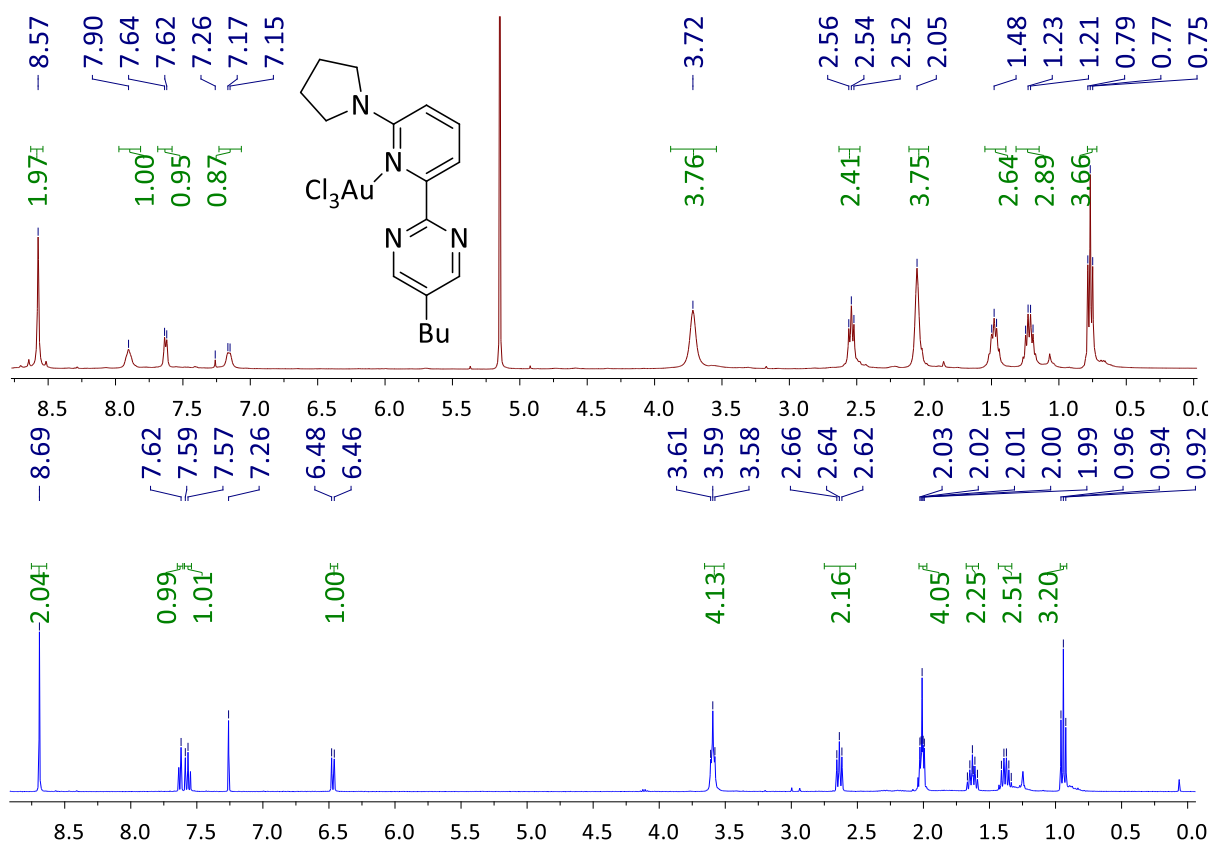 8.57 7.90 7.64 7.62 7.26 7.17 7.15 3.72 2.56 2.54 2.52 2.05 1.48 1.23 1.21 0.79 0.77 0.75
1.97 1.00 0.95 0.87 3.76 2.41 3.75 2.64 2.89 3.66
N
N
Cl3Au
N N
Bu
8.5 8.0 7.5 7.0 6.5 6.0 5.5 5.0 4.5 4.0 3.5 3.0 2.5 2.0 1.5 1.0 0.5 0.0
8.69 7.62 7.59 7.57 7.26 6.48 6.46 3.61 3.59 3.58 2.66 2.64 2.62 2.03 2.02 2.01 2.00 1.99 0.96 0.94 0.92
2.04 0.99 1.01 1.00 4.13 2.16 4.05 2.25 2.51 3.20
8.5 8.0 7.5 7.0 6.5 6.0 5.5 5.0 4.5 4.0 3.5 3.0 2.5 2.0 1.5 1.0 0.5 0.0